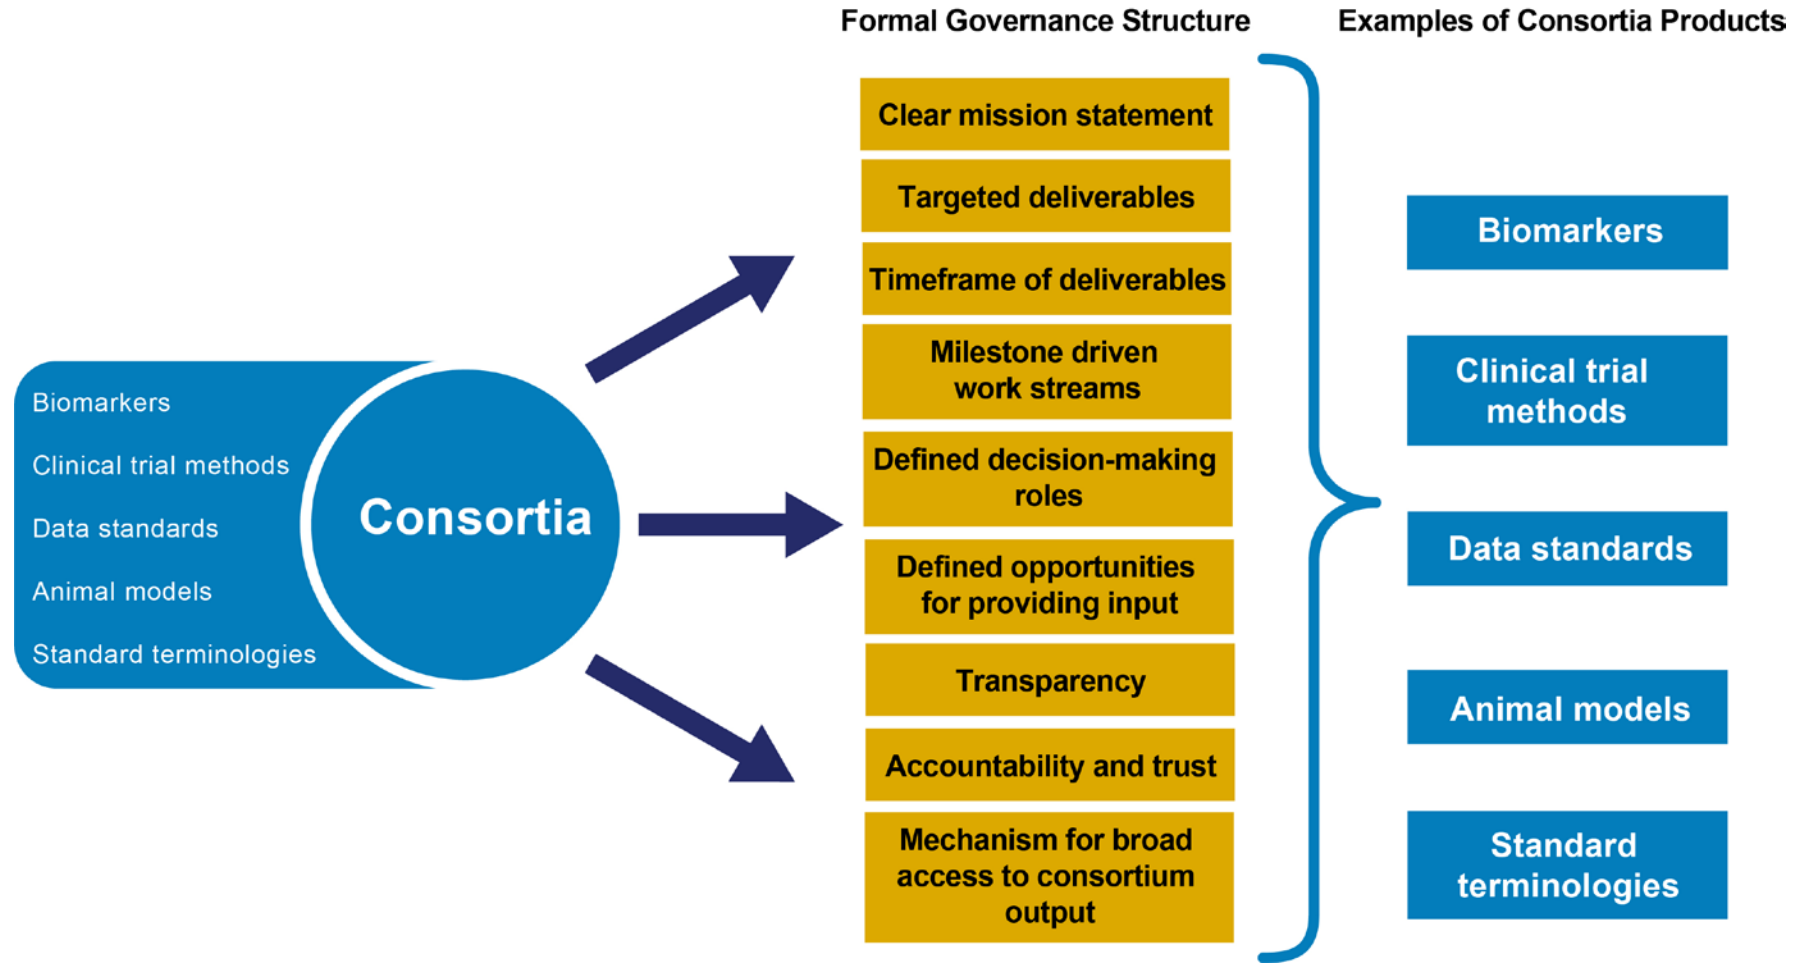 Formal Governance Structure
Examples of Consortia Products
Biomarkers
Clinical trial methods
Data standards
Animal models
Standard terminologies
Consortia
Clear mission statement
Targeted deliverables
Timeframe of deliverables
Milestone driven
work streams
Defined decision-making
roles
Defined opportunities
for providing input
Transparency
Accountability and trust
Mechanism for broad
access to consortium
output
Biomarkers
Clinical trial
methods
Data standards
Animal models
Standard
terminologies